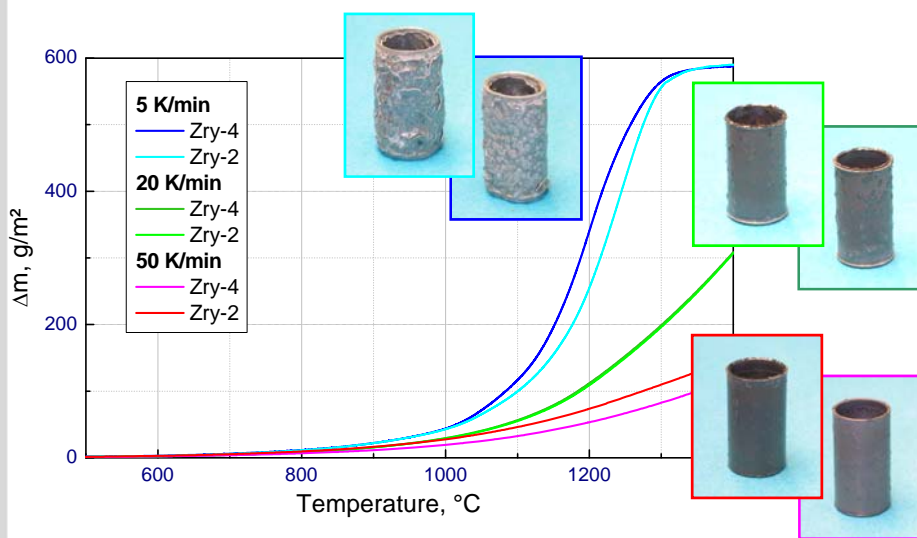 600
400
200
0
Δm, g/m²
5 K/min
Zry-4
Zry-2
20 K/min
Zry-4
Zry-2
50 K/min
Zry-4
Zry-2
600 800 1000 1200
Temperature, °C